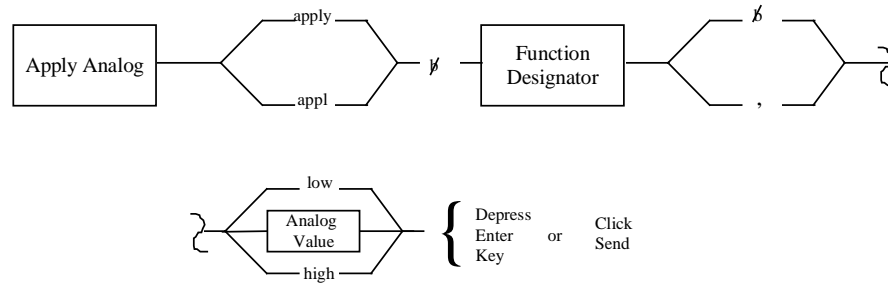 apply
Apply Analog
appl
ƀ
Function
Designator
ƀ
,
low
Analog
Value
high
{
Depress
Enter
Key
or
Click
Send